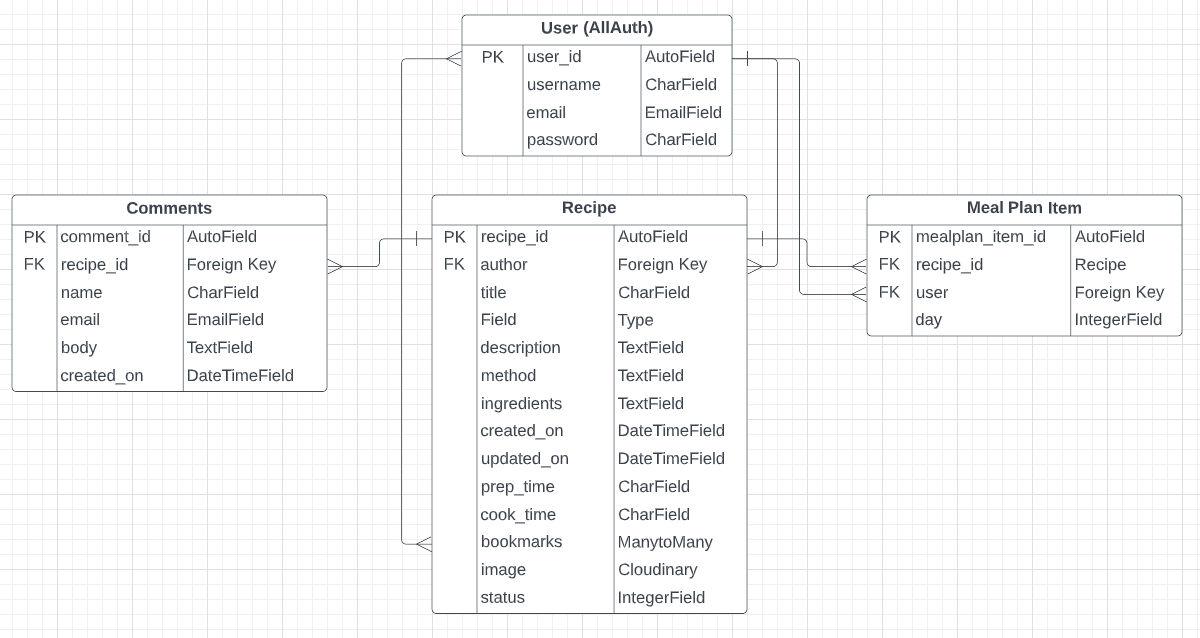 User (AllAuth)
PK user_id AutoField
username CharField
email EmailField
password CharField
Comments
PK comment_id AutoField
FK recipe_id Foreign Key
name CharField
email EmailField
body TextField
created_on DateTimeField
Recipe
PK recipe_id AutoField
FK author Foreign Key
title CharField
Field Type
description TextField
method TextField
ingredients TextField
created_on DateTimeField
updated_on DateTimeField
prep_time CharField
cook_time CharField
bookmarks ManytoMany
image Cloudinary
status IntegerField
Meal Plan Item
PK mealplan_item_id AutoField
FK recipe_id Recipe
FK user Foreign Key
day IntegerField